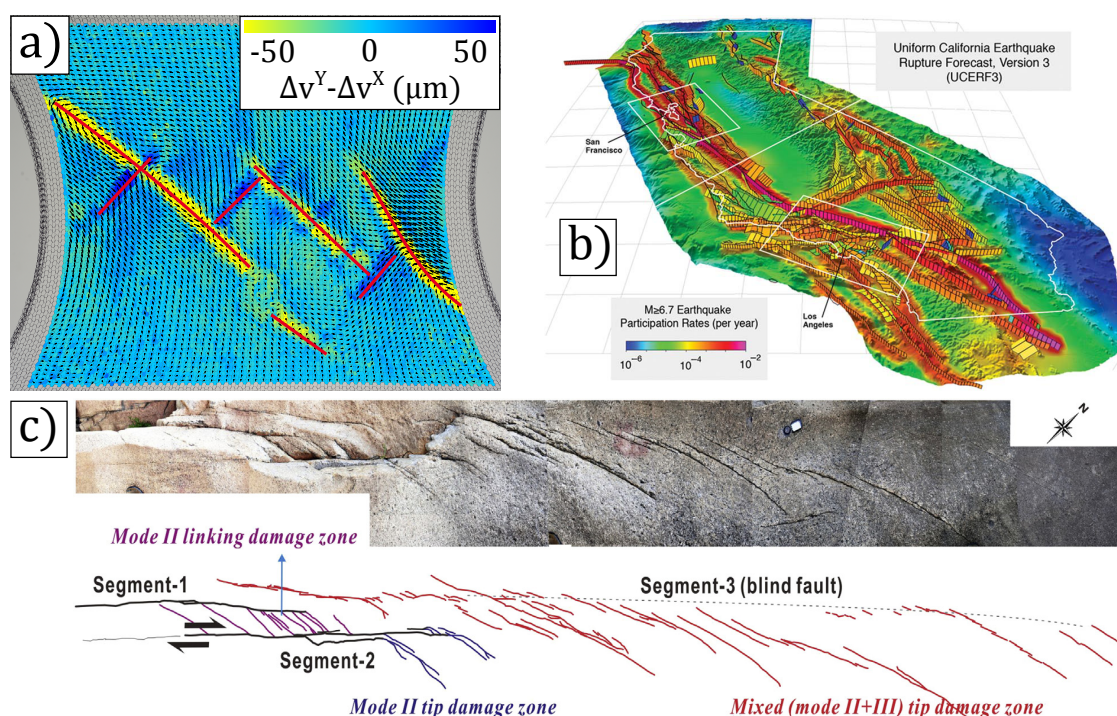 a)
-50 0 50
Δv^Y-Δv^X (μm)
Uniform California Earthquake
Rupture Forecast, Version 3
(UCERF3)
San
Francisco
b)
M≥6.7 Earthquake
Participation Rates (per year)
10^-6 10^-4 10^-2
Los
Angeles
c)
N
Mode II linking damage zone
Segment-1
Segment-3 (blind fault)
Segment-2
Mode II tip damage zone
Mixed (mode II+III) tip damage zone